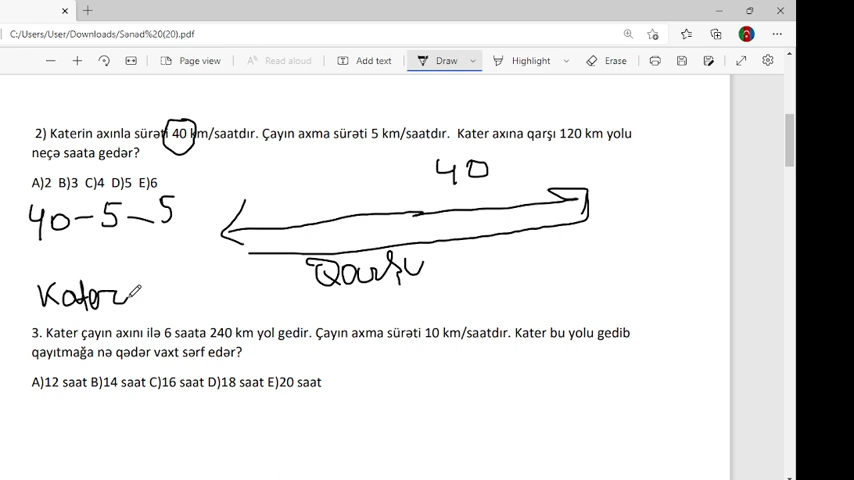 C:/Users/User/Downloads/Sanad%20(20).pdf
Page view
Read aloud
Add text
Draw
Highlight
Erase
2) Katerin axınla sürəti 40 km/saatdır. Çayın axma sürəti 5 km/saatdır. Kater axına qarşı 120 km yolu
neçə saata gedər?
40
A)2 B)3 C)4 D)5 E)6
40-5-5
Qarşı
Kater
3. Kater çayın axını ilə 6 saata 240 km yol gedir. Çayın axma sürəti 10 km/saatdır. Kater bu yolu gedib
qayıtmağa nə qədər vaxt sərf edər?
A)12 saat B)14 saat C)16 saat D)18 saat E)20 saat